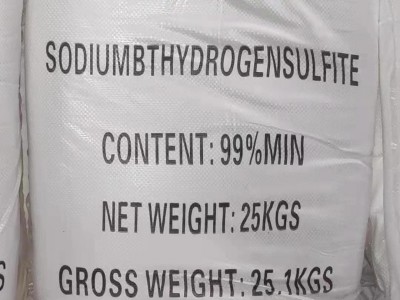 SODIUMBTHYDROGENSULFITE
CONTENT: 99%MIN
NET WEIGHT: 25KGS
GROSS WEIGHT: 25.1KGS